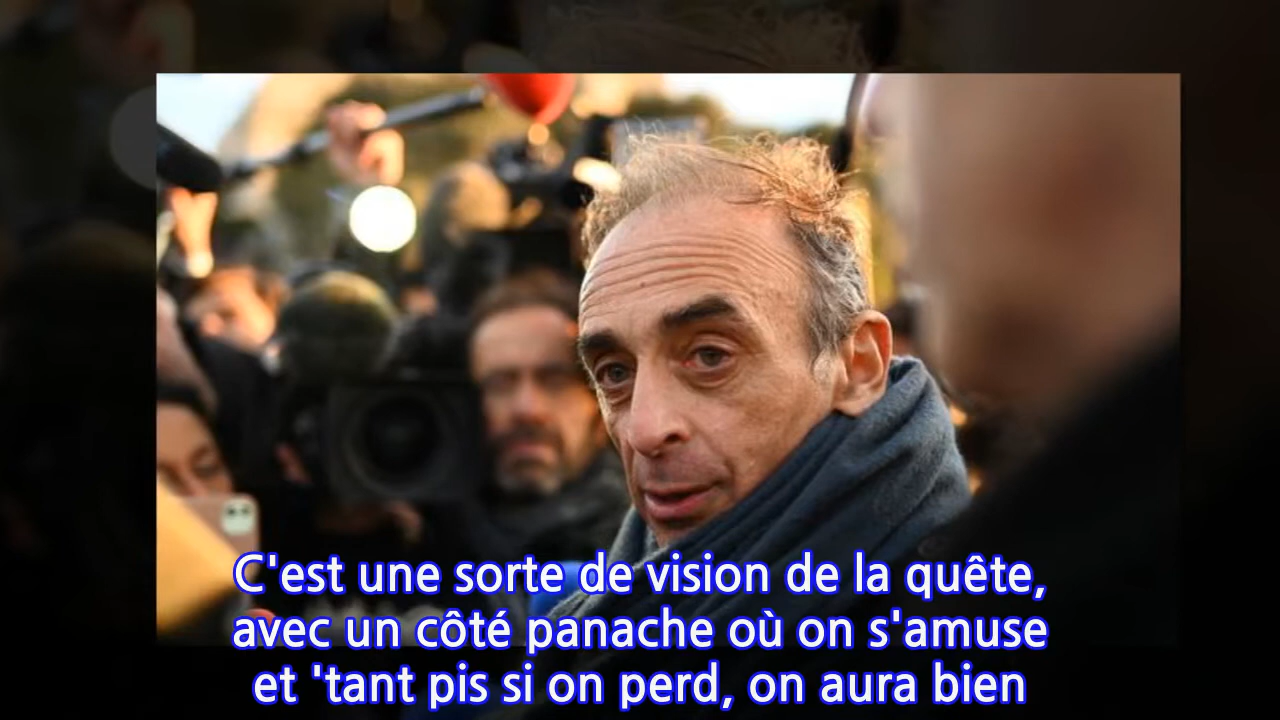 C'est une sorte de vision de la quête,
avec un côté panache où on s'amuse
et 'tant pis si on perd, on aura bien